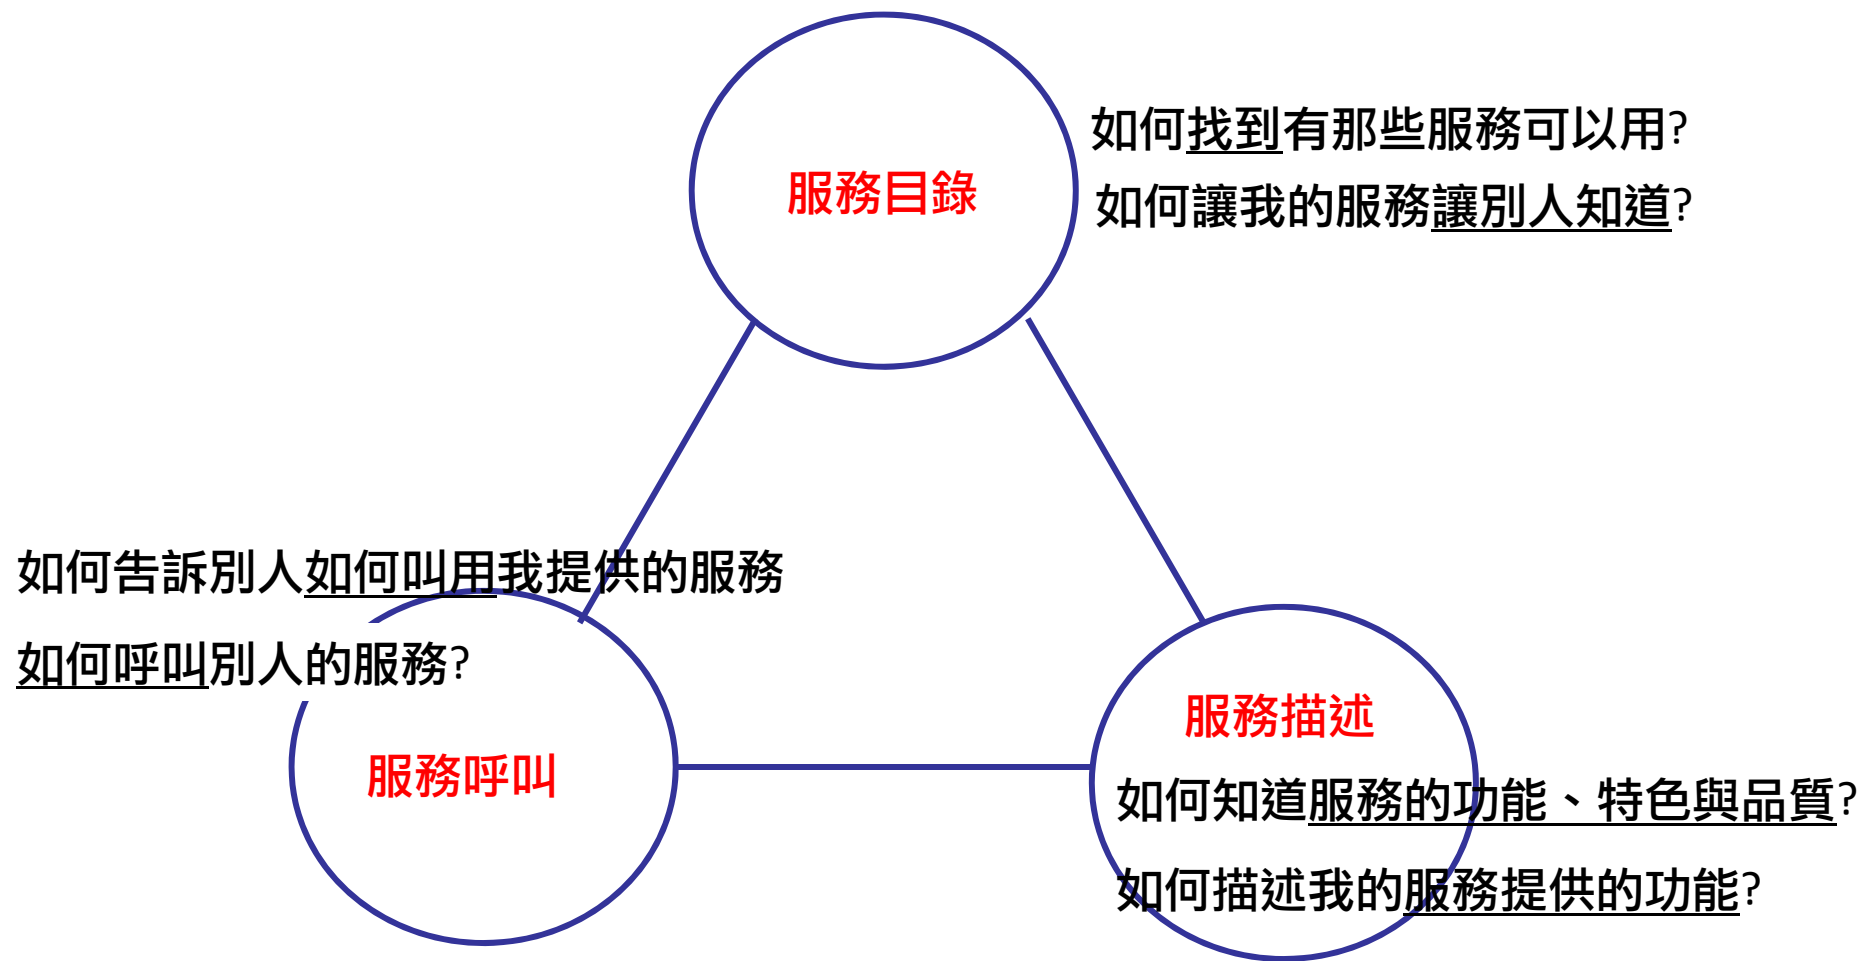 如何找到有那些服務可以用?
服務目錄
如何讓我的服務讓別人知道?
如何告訴別人如何叫用我提供的服務
如何呼叫別人的服務?
服務呼叫
服務描述
如何知道服務的功能、特色與品質?
如何描述我的服務提供的功能?